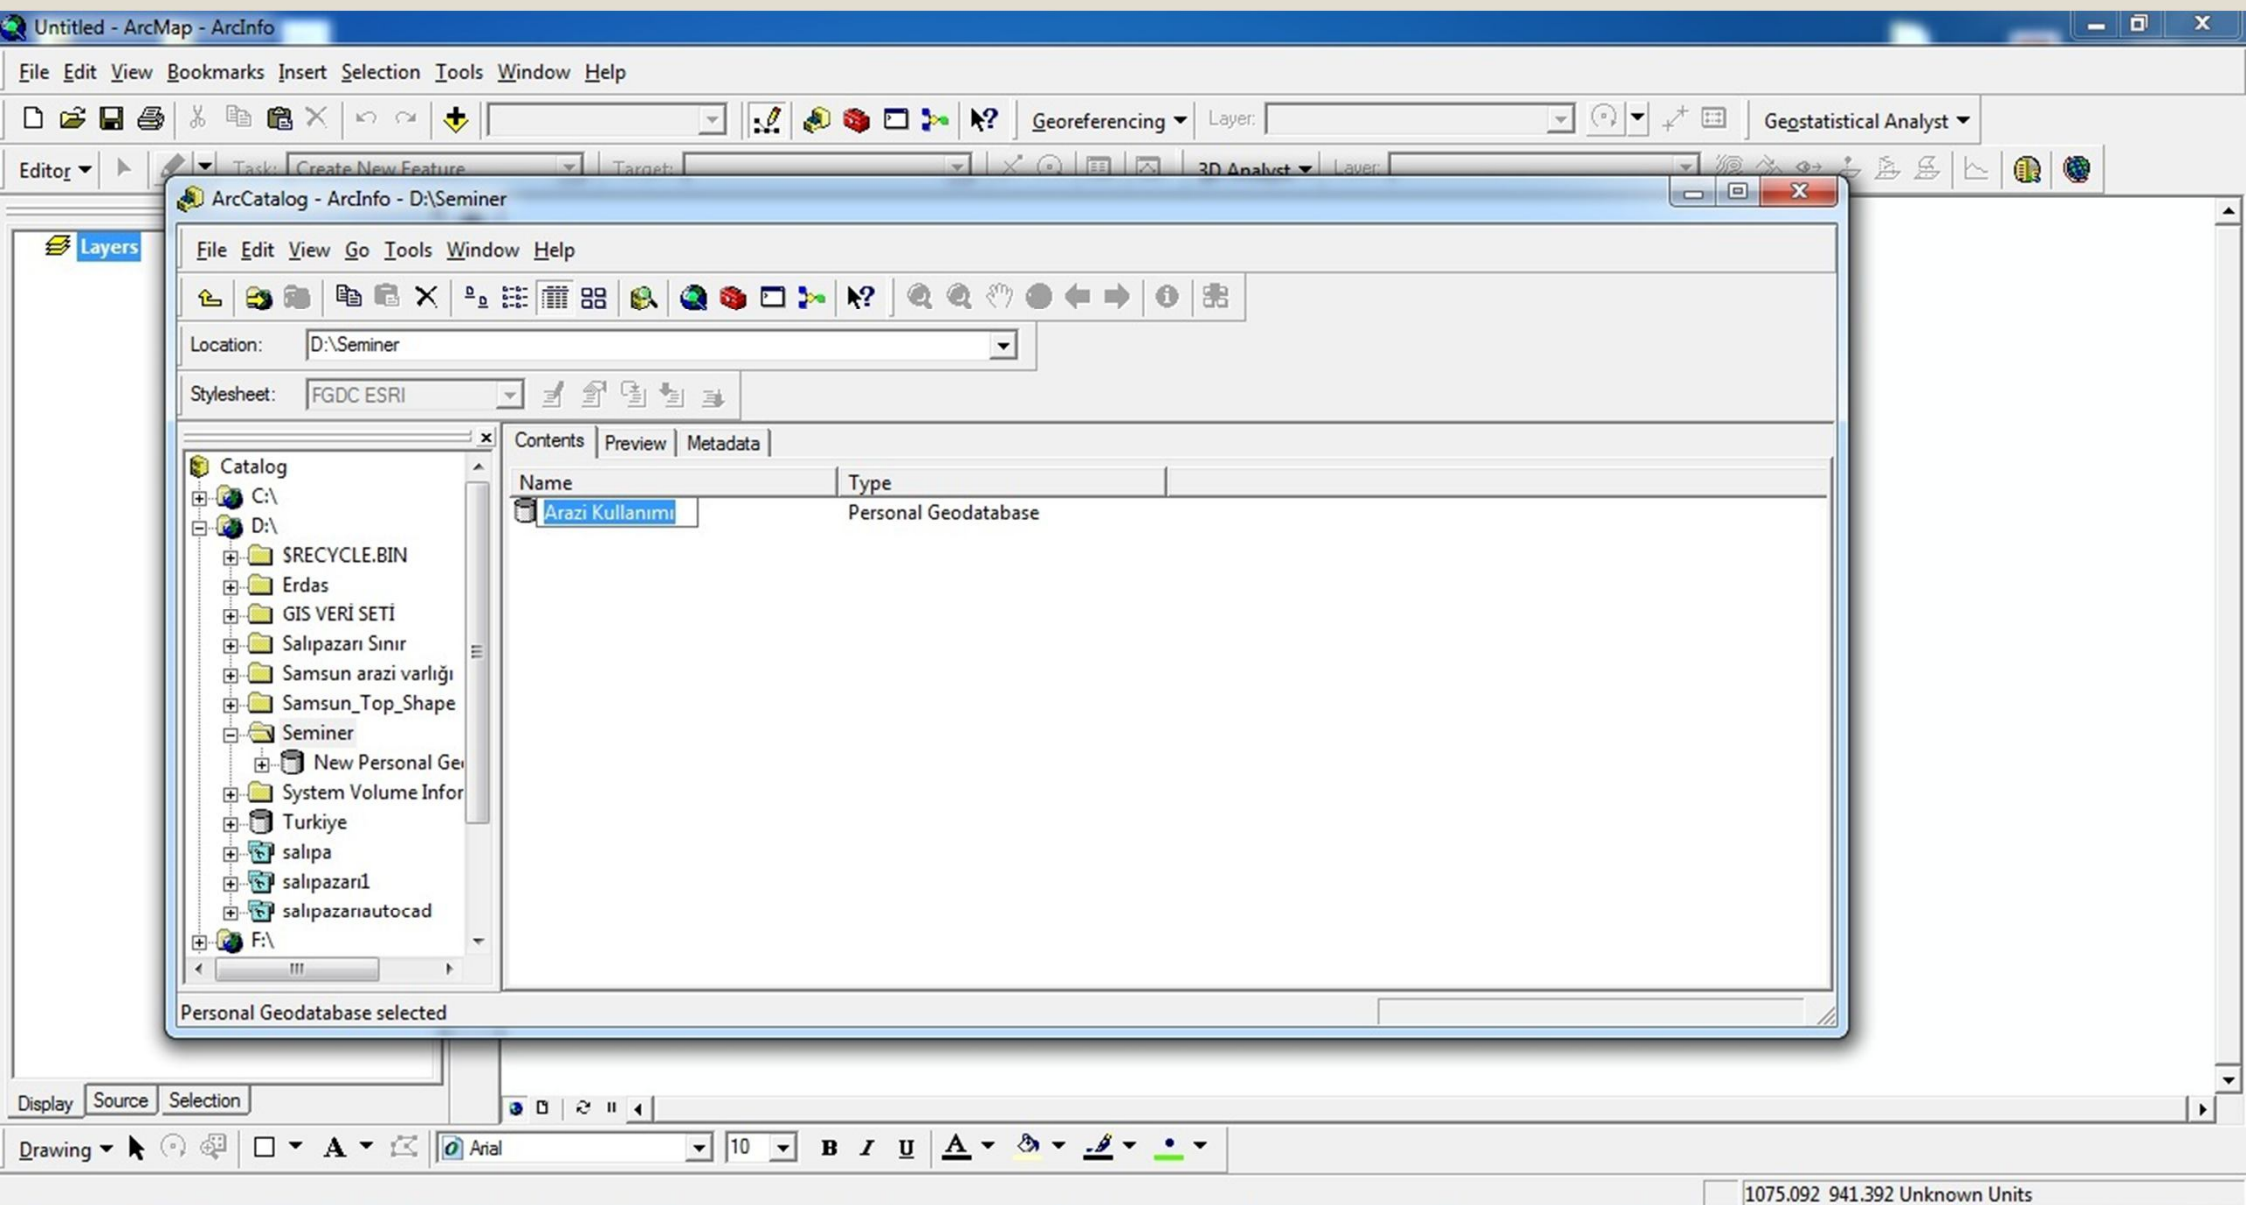 Untitled - ArcMap - ArcInfo
File Edit View Bookmarks Insert Selection Tools Window Help
Georeferencing Layer: Geostatistical Analyst
Editor Task: Create New Feature Target: 3D Analyst Layer:
ArcCatalog - ArcInfo - D:\Seminer
Layers
File Edit View Go Tools Window Help
Location: D:\Seminer
Stylesheet: FGDC ESRI
Contents Preview Metadata
Catalog
Name Type
C:\
Arazi Kullanımı Personal Geodatabase
D:\
$RECYCLE.BIN
Erdas
GIS VERİ SETİ
Salıpazarı Sınır
Samsun arazi varlığı
Samsun_Top_Shape
Seminer
New Personal Ge
System Volume Infor
Turkiye
salıpa
salıpazarı1
salıpazarıautocad
F:\
Personal Geodatabase selected
Display Source Selection
Drawing A Arial 10 B I U A
1075.092 941.392 Unknown Units